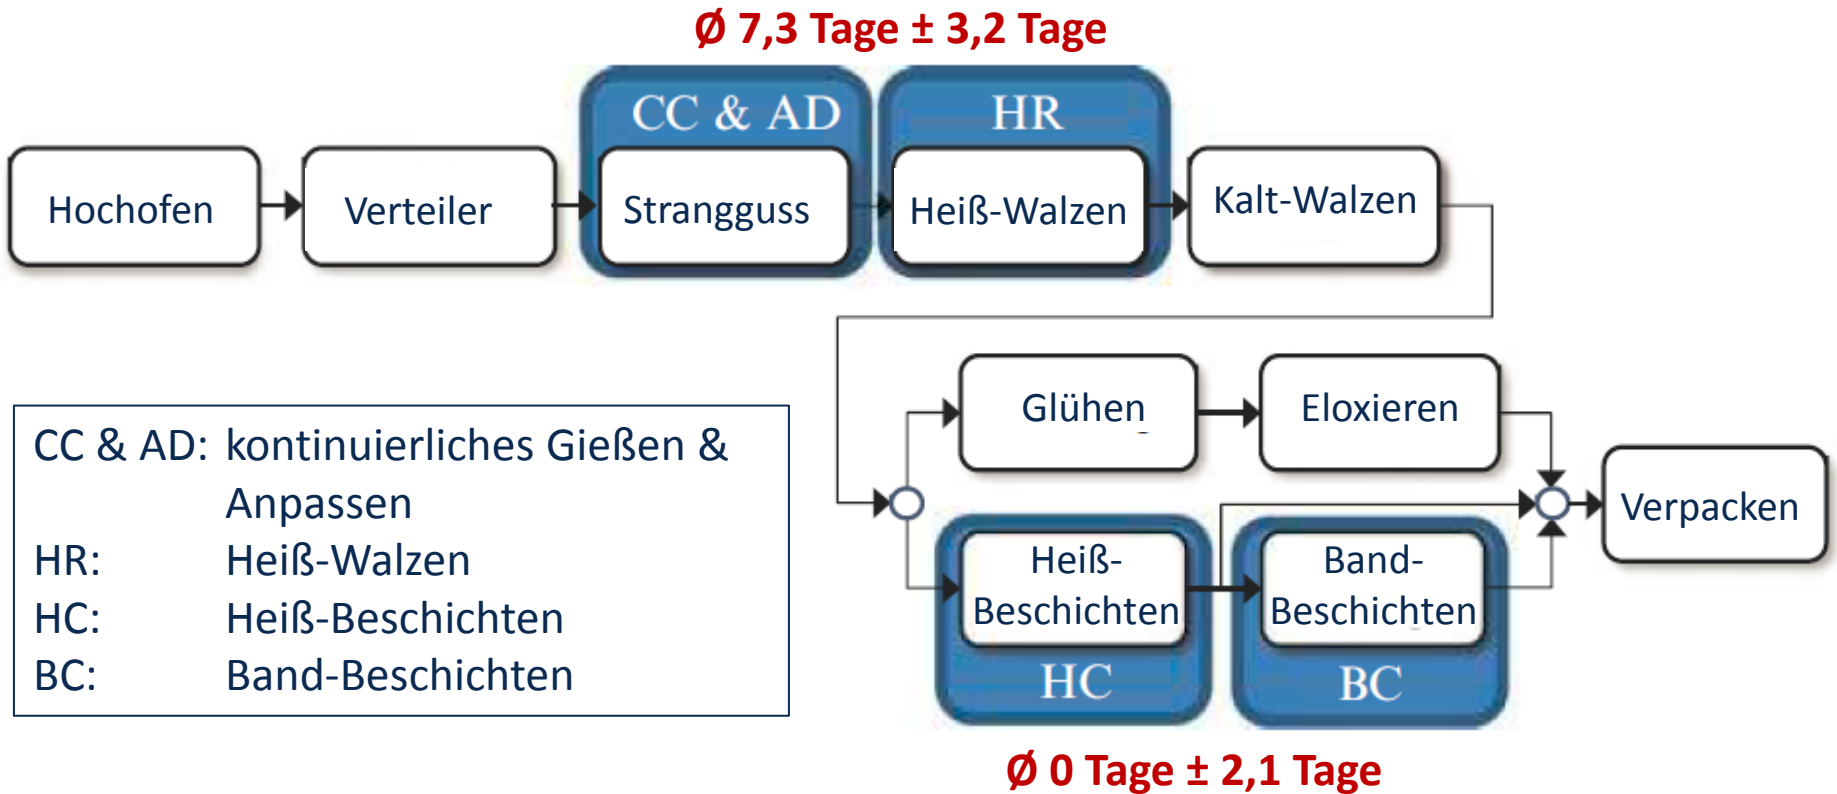 Ø 7,3 Tage ± 3,2 Tage
CC & AD
HR
Hochofen
Verteiler
Strangguss
Heiß-Walzen
Kalt-Walzen
Glühen
Eloxieren
Verpacken
Heiß-
Beschichten
Band-
Beschichten
HC
BC
CC & AD: kontinuierliches Gießen &
Anpassen
HR: Heiß-Walzen
HC: Heiß-Beschichten
BC: Band-Beschichten
Ø 0 Tage ± 2,1 Tage